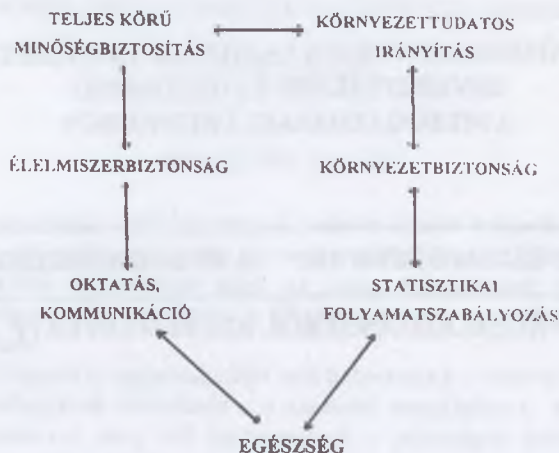 TELJES KÖRŰ
MINŐSÉGBIZTOSÍTÁS
KÖRNYEZETTUDATOS
IRÁNYÍTÁS
ÉLELMISZERBIZTONSÁG
KÖRNYEZETBIZTONSÁG
OKTATÁS,
KOMMUNIKÁCIÓ
STATISZTIKAI
FOLYAMATSZABÁLYOZÁS
EGÉSZSÉG